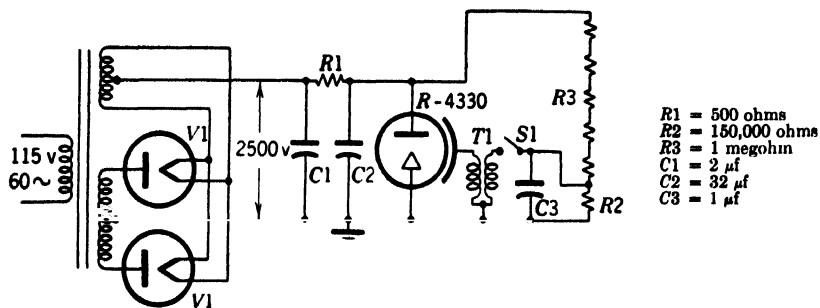 R1
R-4330
R3
V1
T1
S1
115 v
60~
2500 v
C1
C2
C3
R2
V1
R1 = 500 ohms
R2 = 150,000 ohms
R3 = 1 megohm
C1 = 2 μf
C2 = 32 μf
C3 = 1 μf